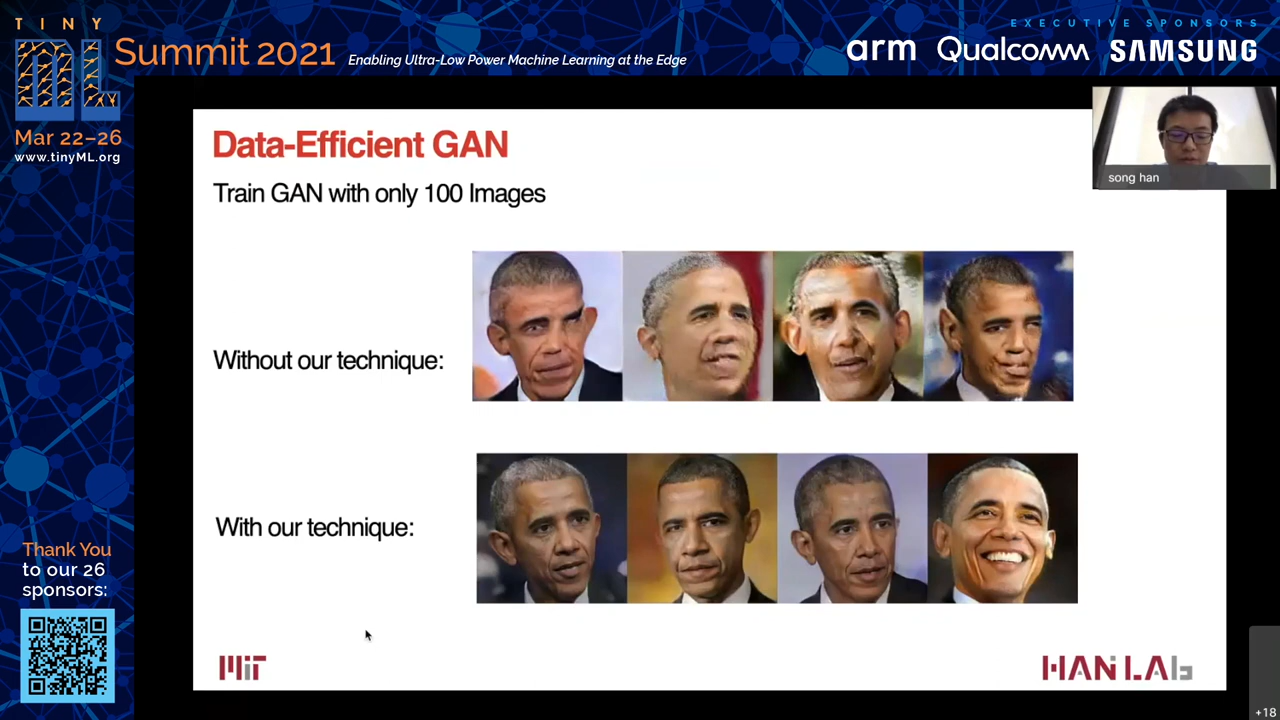 TINY
ML
Summit 2021
Enabling Ultra-Low Power Machine Learning at the Edge
EXECUTIVE SPONSORS
arm Qualcomm SAMSUNG
Mar 22–26
www.tinyML.org
song han
Data-Efficient GAN
Train GAN with only 100 Images
Without our technique:
With our technique:
Thank You
to our 26
sponsors:
MIT
HAN LAb
+18